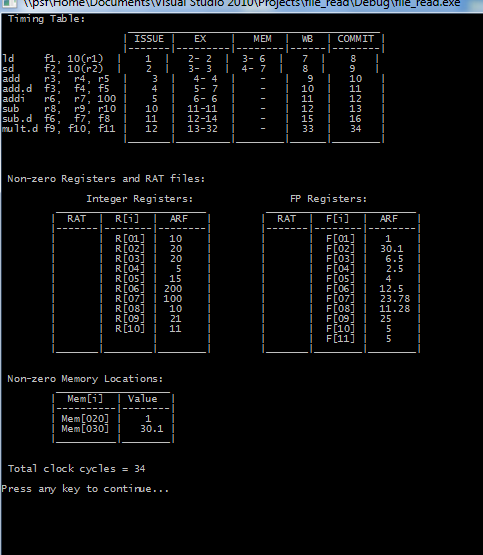 \\psf\Home\Documents\Visual Studio 2010\Projects\file_read\Debug\file_read.exe
Timing Table:
ISSUE | EX | MEM | WB | COMMIT
ld f1, 10(r1) | 1 | 2- 2 | 3- 6 | 7 | 8
sd f2, 10(r2) | 2 | 3- 3 | 4- 7 | 8 | 9
add r3, r4, r5 | 3 | 4- 4 | - | 9 | 10
add.d f3, f4, f5 | 4 | 5- 7 | - | 10 | 11
addi r6, r7, 100 | 5 | 6- 6 | - | 11 | 12
sub r8, r9, r10 | 10 | 11-11 | - | 12 | 13
sub.d f6, f7, f8 | 11 | 12-14 | - | 15 | 16
mult.d f9, f10, f11 | 12 | 13-32 | - | 33 | 34
Non-zero Registers and RAT files:
Integer Registers: FP Registers:
RAT | R[i] | ARF | RAT | F[i] | ARF
R[01] | 10 | F[01] | 1
R[02] | 20 | F[02] | 30.1
R[03] | 20 | F[03] | 6.5
R[04] | 5 | F[04] | 2.5
R[05] | 15 | F[05] | 4
R[06] | 200 | F[06] | 12.5
R[07] | 100 | F[07] | 23.78
R[08] | 10 | F[08] | 11.28
R[09] | 21 | F[09] | 25
R[10] | 11 | F[10] | 5
F[11] | 5
Non-zero Memory Locations:
Mem[i] | Value
Mem[020] | 1
Mem[030] | 30.1
Total clock cycles = 34
Press any key to continue...